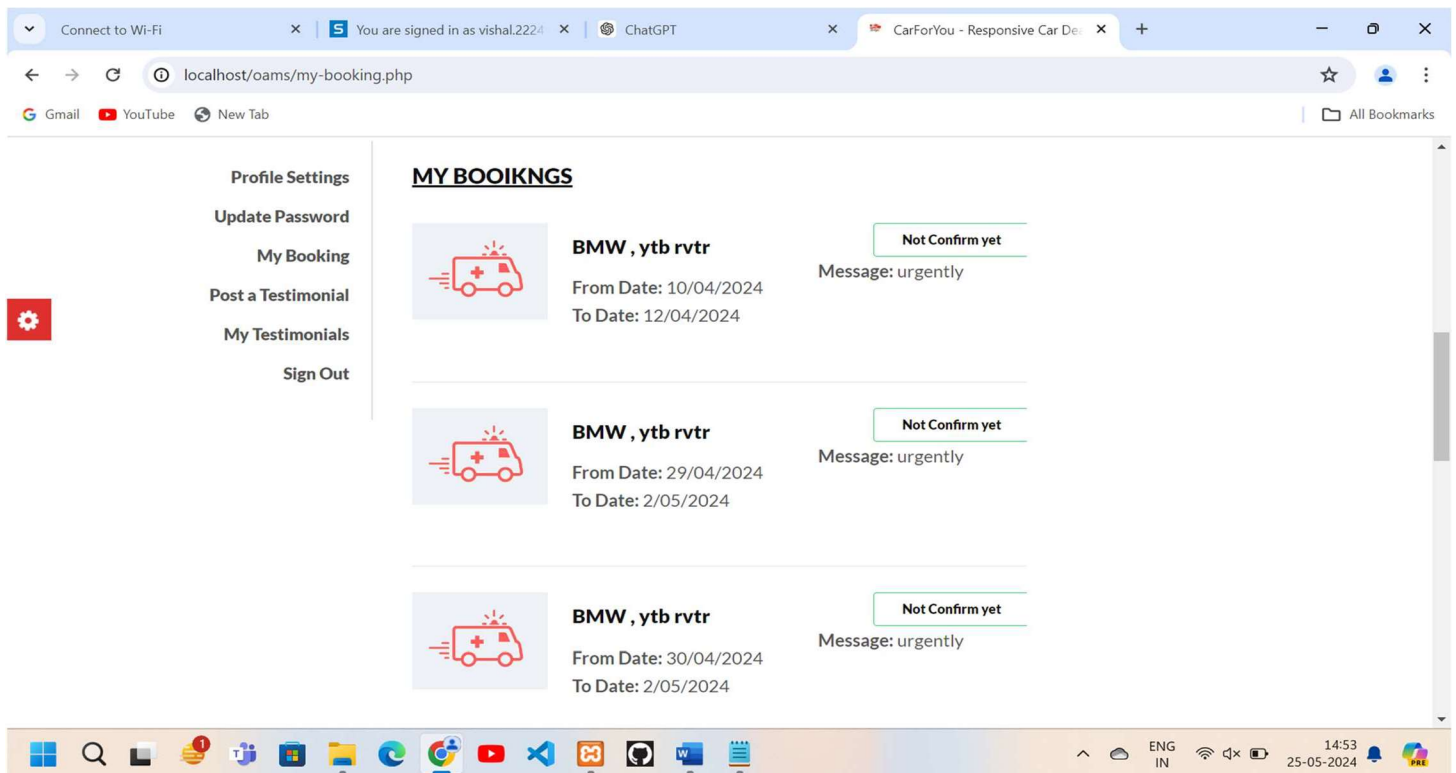 Connect to Wi-Fi
S You are signed in as vishal.2224
ChatGPT
CarForYou - Responsive Car Dea
localhost/oams/my-booking.php
Gmail YouTube New Tab All Bookmarks
Profile Settings
Update Password
My Booking
Post a Testimonial
My Testimonials
Sign Out
MY BOOIKNGS
BMW , ytb rvtr
Not Confirm yet
From Date: 10/04/2024
To Date: 12/04/2024
Message: urgently
BMW , ytb rvtr
Not Confirm yet
From Date: 29/04/2024
To Date: 2/05/2024
Message: urgently
BMW , ytb rvtr
Not Confirm yet
From Date: 30/04/2024
To Date: 2/05/2024
Message: urgently
1
ENG
IN
14:53
25-05-2024
PRE